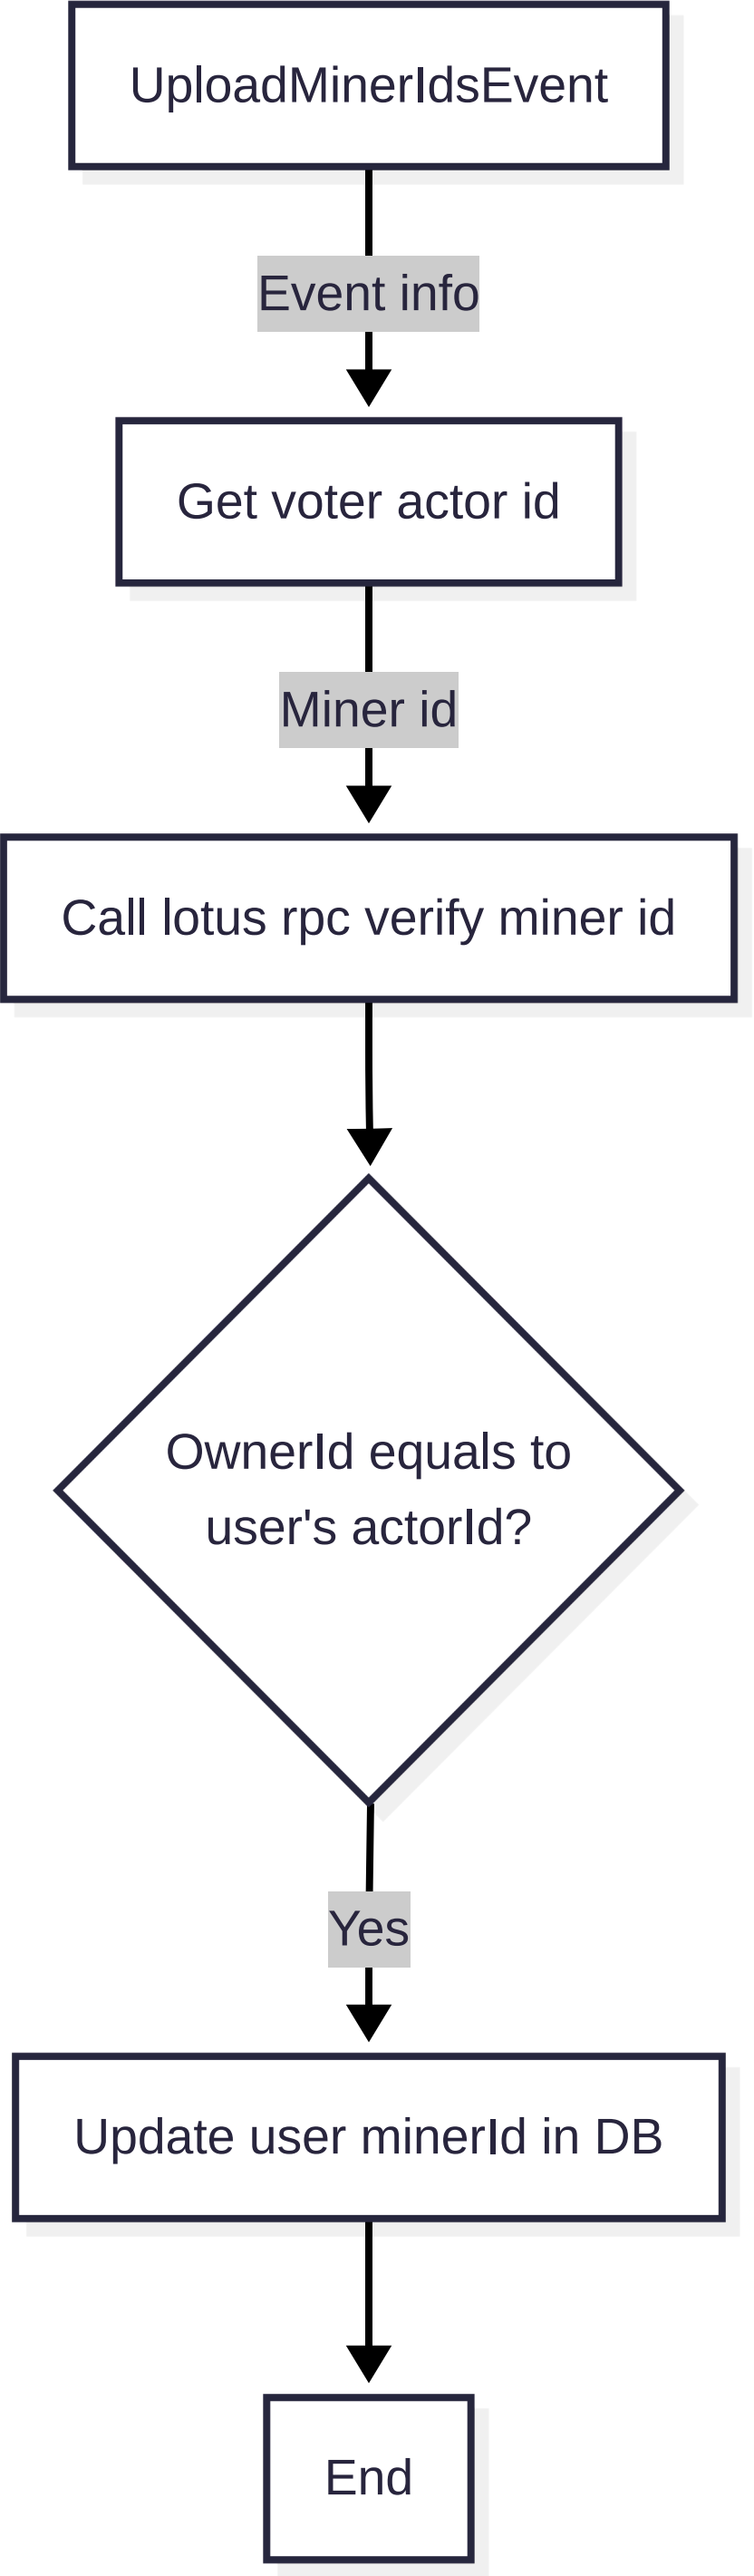 UploadMinerIdsEvent
Event info
Get voter actor id
Miner id
Call lotus rpc verify miner id
OwnerId equals to
user's actorId?
Yes
Update user minerId in DB
End